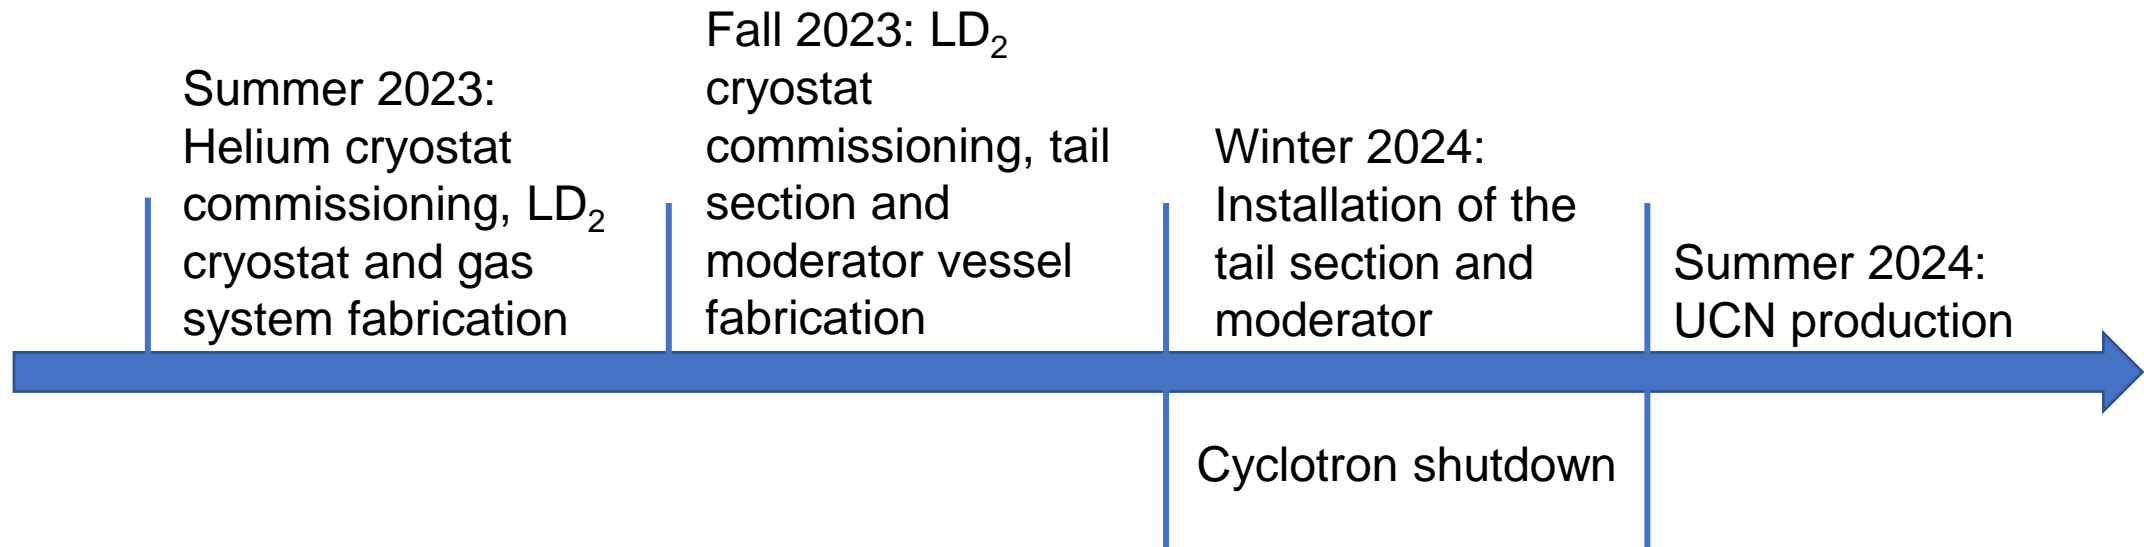 Summer 2023:
Helium cryostat
commissioning, LD₂
cryostat and gas
system fabrication
Fall 2023: LD₂
cryostat
commissioning, tail
section and
moderator vessel
fabrication
Winter 2024:
Installation of the
tail section and
moderator
Summer 2024:
UCN production
Cyclotron shutdown